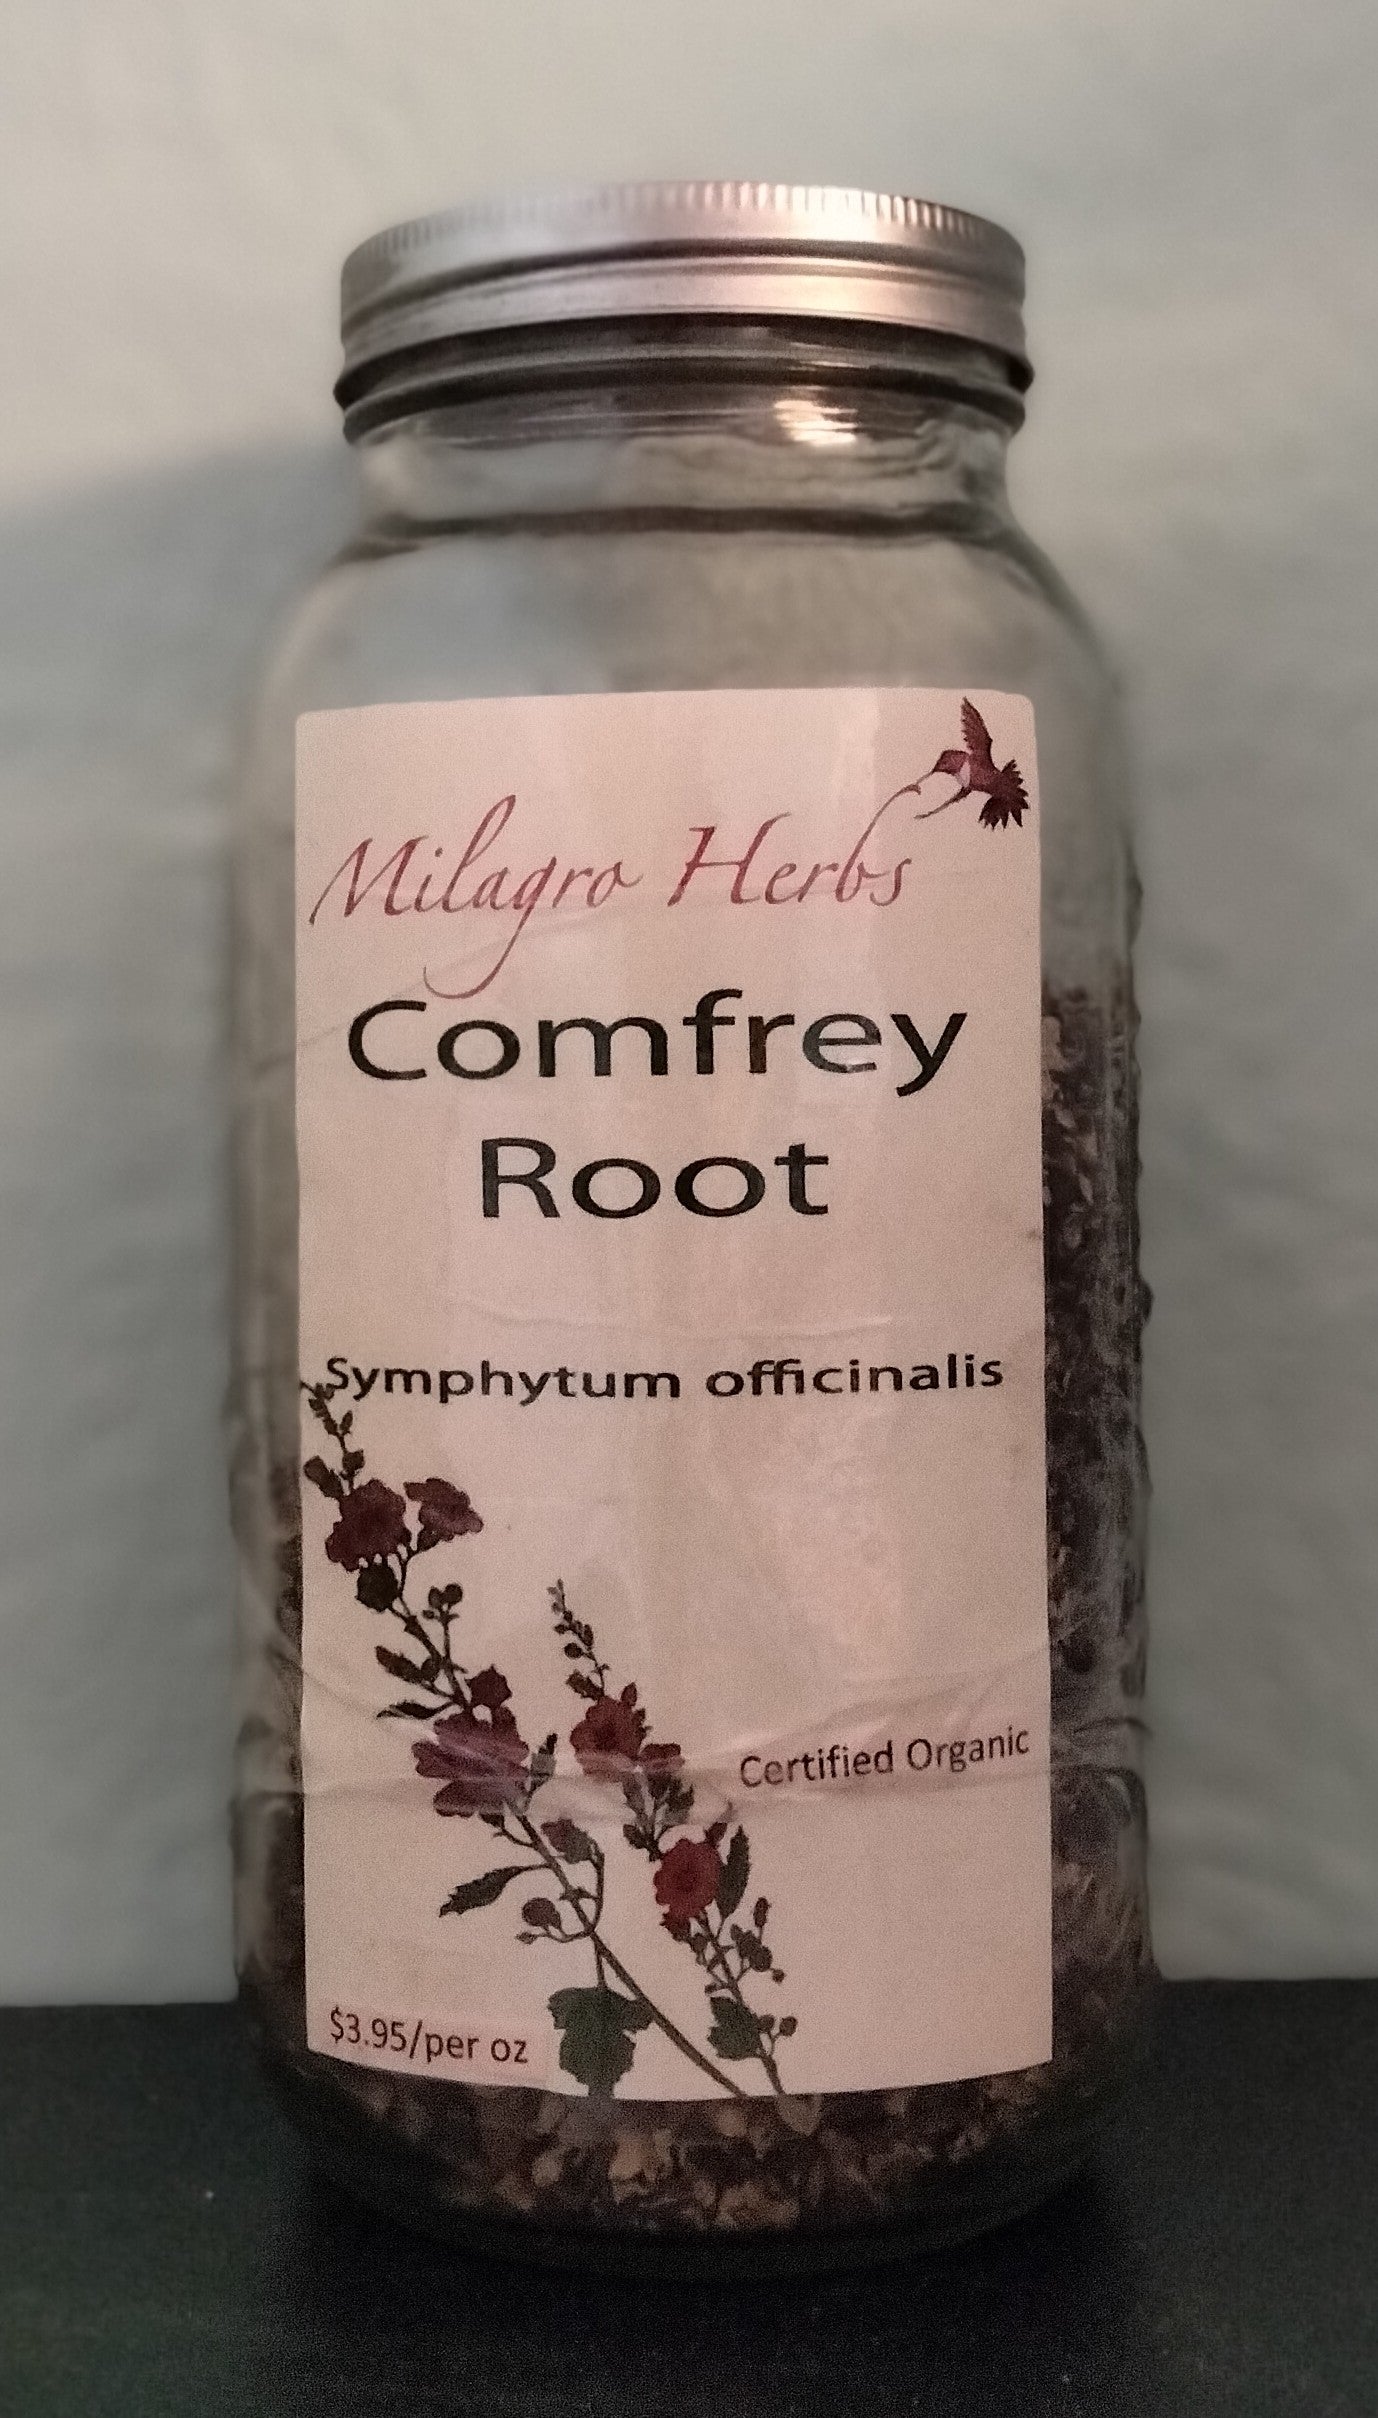 Milagro Herbs
Comfrey
Root
Symphytum officinalis
Certified Organic
$3.95/per oz